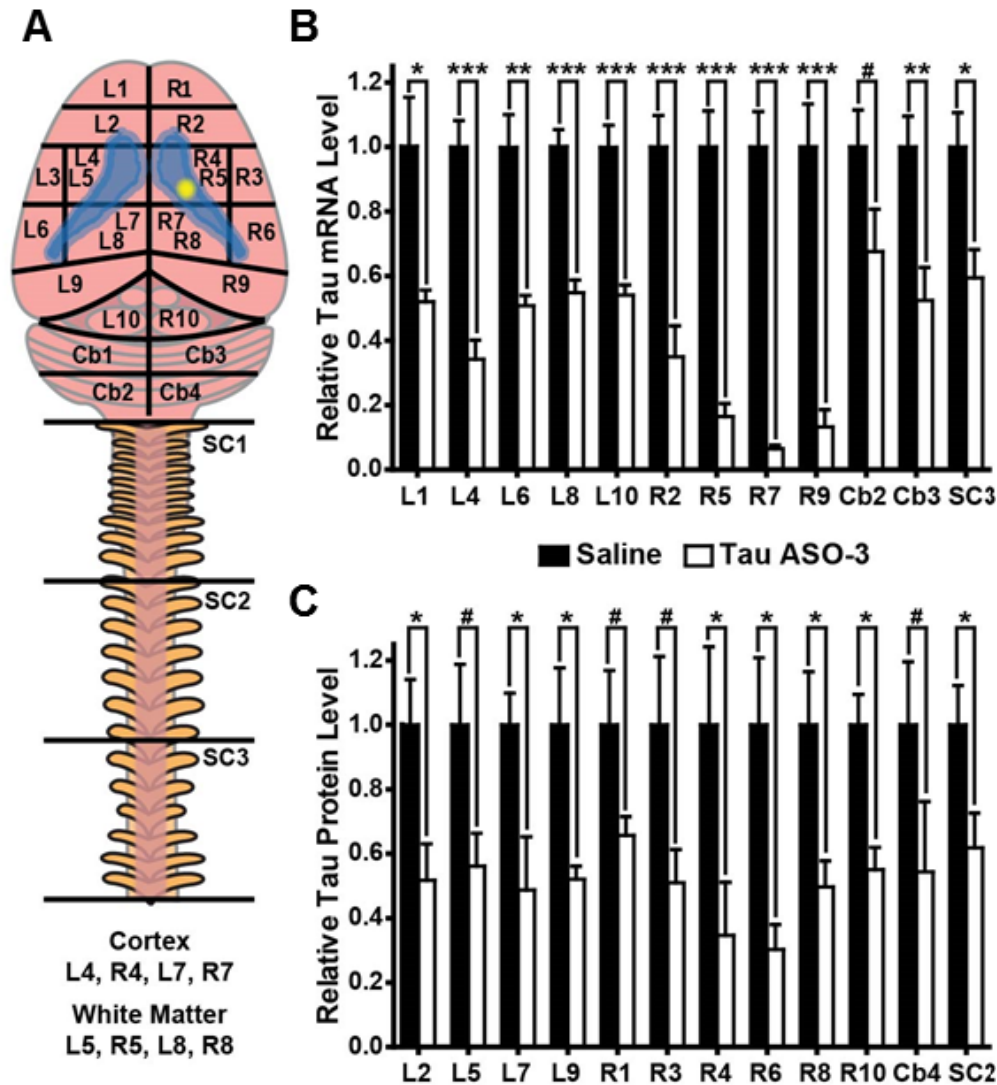 A
L1 R1
L2 R2
L4 R4
L3 L5 R5 R3
L7 R7
L6 L8 R8 R6
L9 R9
L10 R10
Cb1 Cb3
Cb2 Cb4
SC1
SC2
SC3
Cortex
L4, R4, L7, R7
White Matter
L5, R5, L8, R8
B
* *** ** *** *** *** *** *** *** # ** *
Relative Tau mRNA Level
1.2
1.0
0.8
0.6
0.4
0.2
0.0
L1 L4 L6 L8 L10 R2 R5 R7 R9 Cb2 Cb3 SC3
Saline Tau ASO-3
C
* # * * # # * * * * # *
Relative Tau Protein Level
1.2
1.0
0.8
0.6
0.4
0.2
0.0
L2 L5 L7 L9 R1 R3 R4 R6 R8 R10 Cb4 SC2